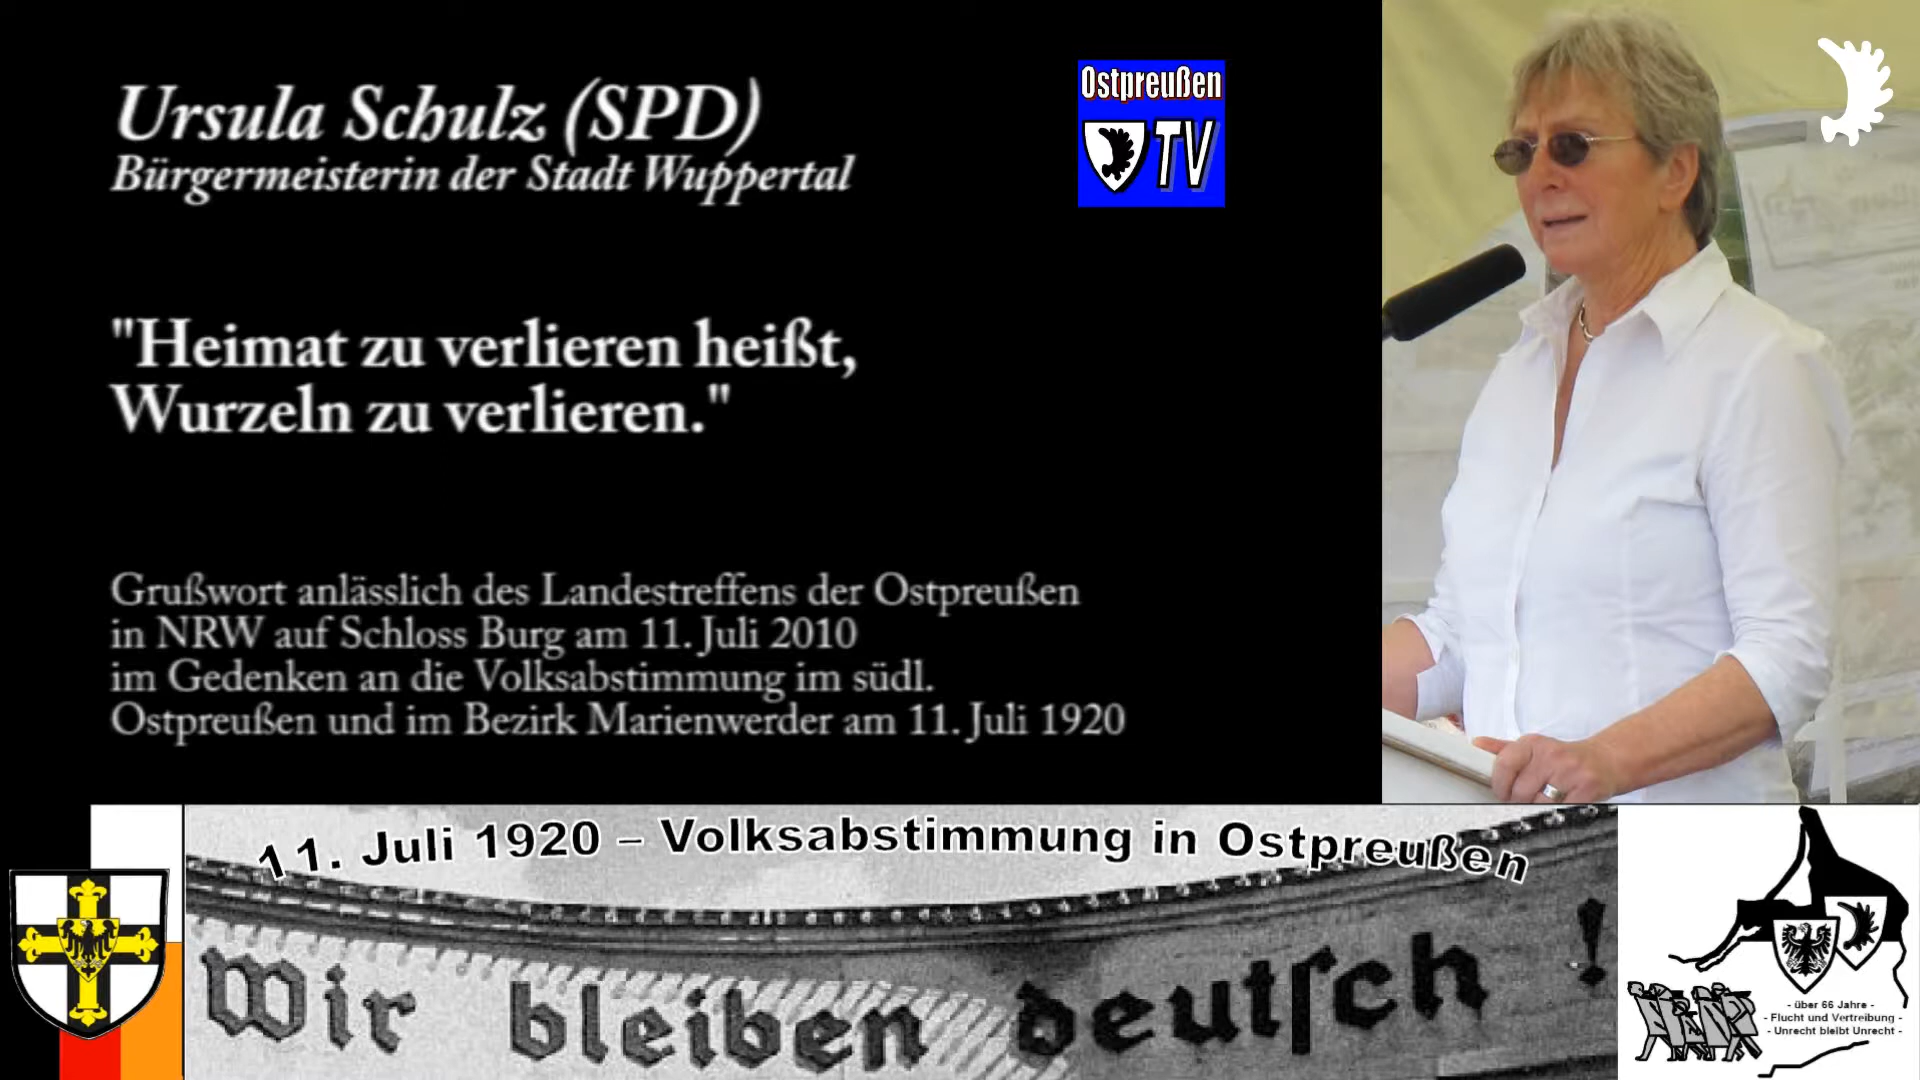 Ursula Schulz (SPD)
Bürgermeisterin der Stadt Wuppertal
Ostpreußen
TV
"Heimat zu verlieren heißt,
Wurzeln zu verlieren."
Grußwort anlässlich des Landestreffens der Ostpreußen
in NRW auf Schloss Burg am 11. Juli 2010
im Gedenken an die Volksabstimmung im südl.
Ostpreußen und im Bezirk Marienwerder am 11. Juli 1920
11. Juli 1920 – Volksabstimmung in Ostpreußen
Wir bleiben deutſch !
- über 66 Jahre -
- Flucht und Vertreibung -
- Unrecht bleibt Unrecht -